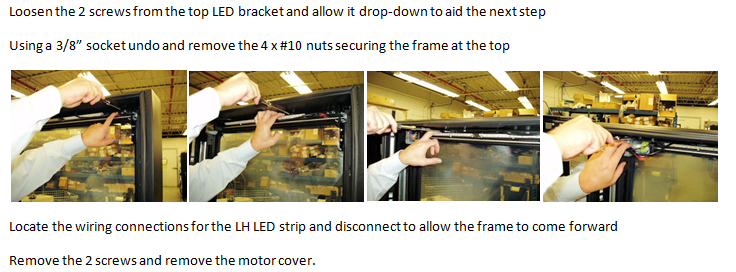 Loosen the 2 screws from the top LED bracket and allow it drop-down to aid the next step
Using a 3/8” socket undo and remove the 4 x #10 nuts securing the frame at the top
Locate the wiring connections for the LH LED strip and disconnect to allow the frame to come forward
Remove the 2 screws and remove the motor cover.